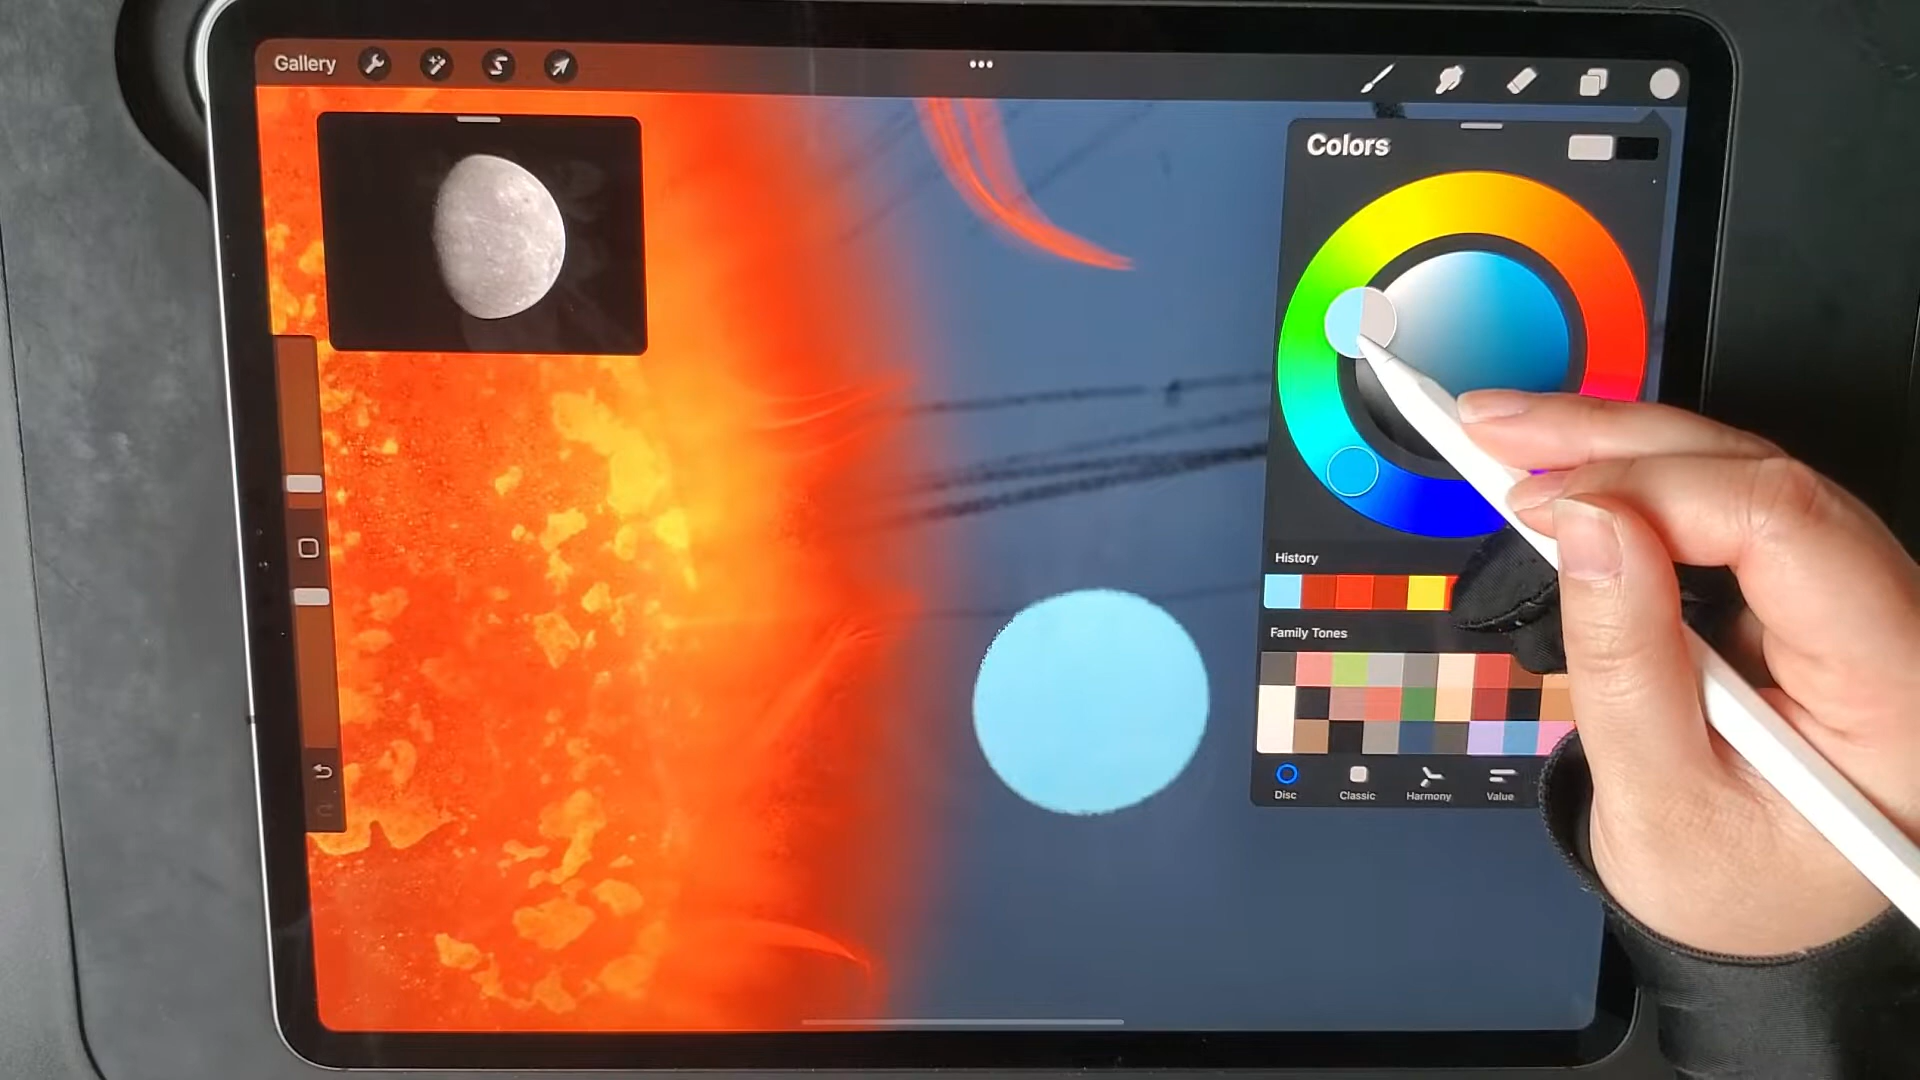 Gallery
Colors
History
Family Tones
Disc Classic Harmony Value